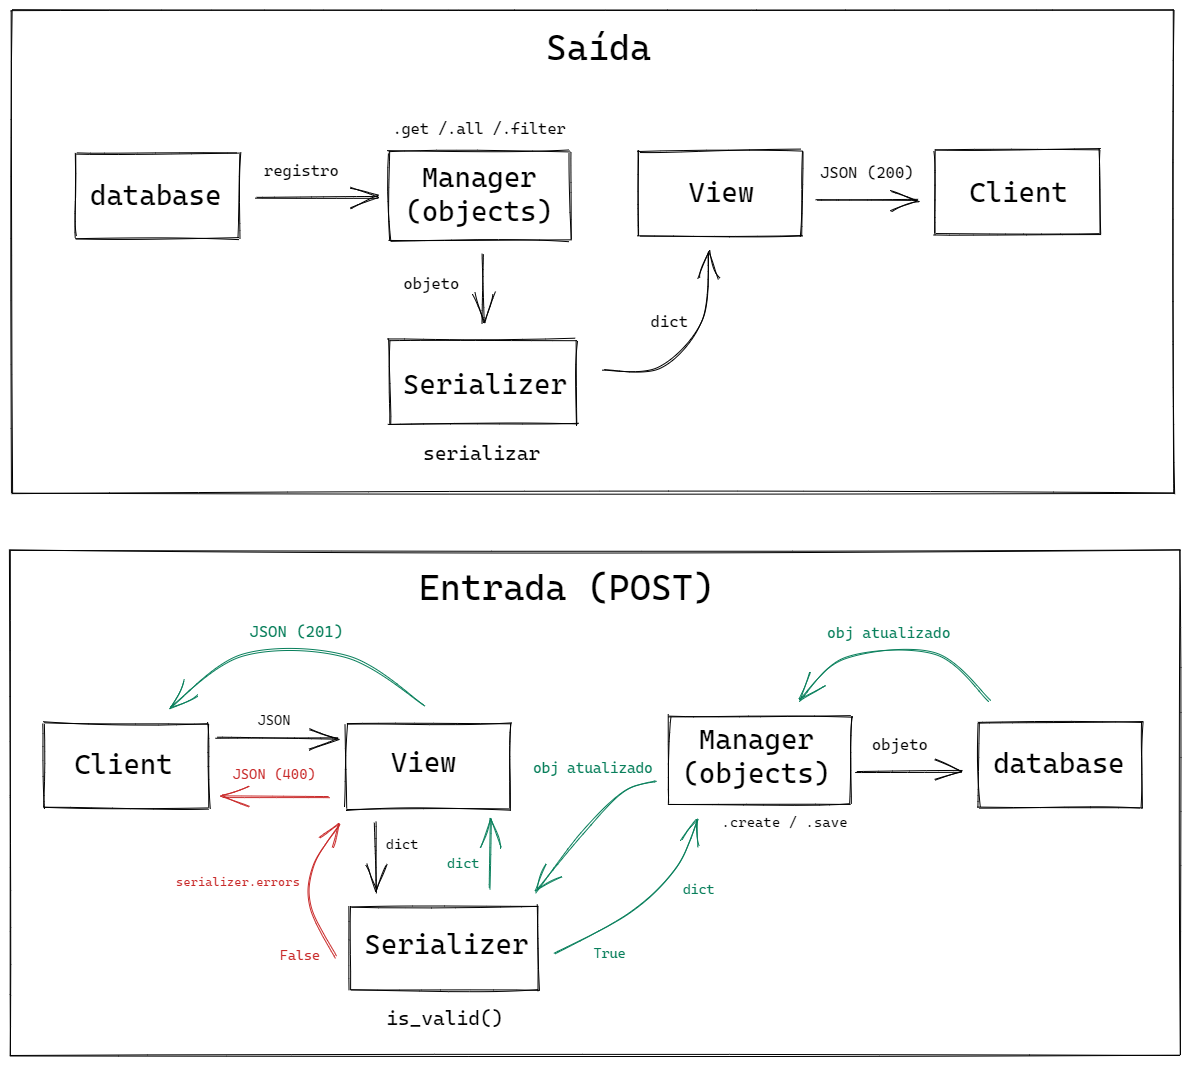 Saída
.get /.all /.filter
database
registro
Manager
(objects)
View
JSON (200)
Client
objeto
dict
Serializer
serializar
Entrada (POST)
JSON (201)
obj atualizado
Client
JSON
JSON (400)
View
obj atualizado
Manager
(objects)
objeto
database
.create / .save
dict
dict
serializer.errors
dict
Serializer
False
True
is_valid()